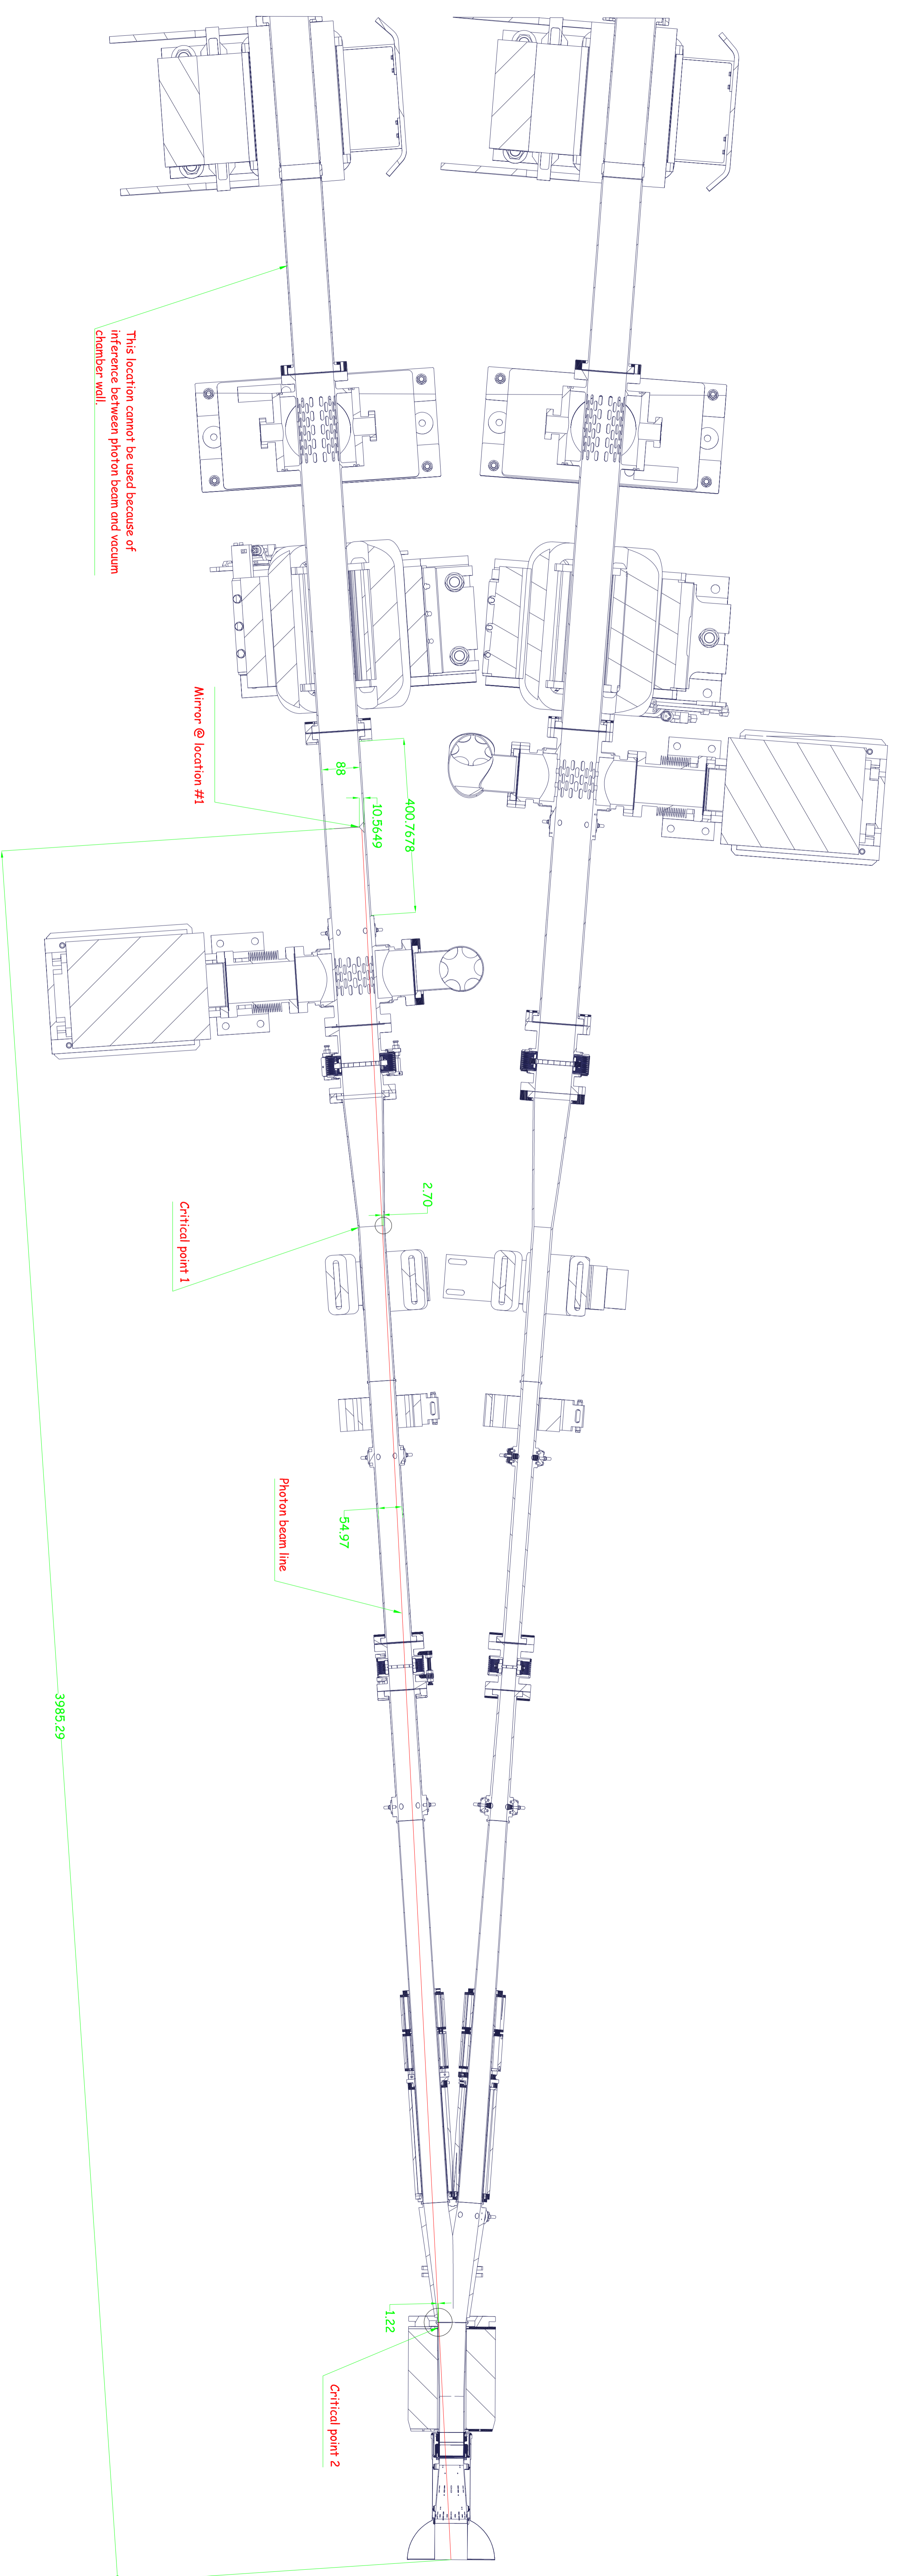 This location cannot be used because of
inference between photon beam and vacuum
chamber wall.
Mirror @ location #1
88
10.5649
400.7678
2.70
Critical point 1
54.97
Photon beam line
3985.29
1.22
Critical point 2